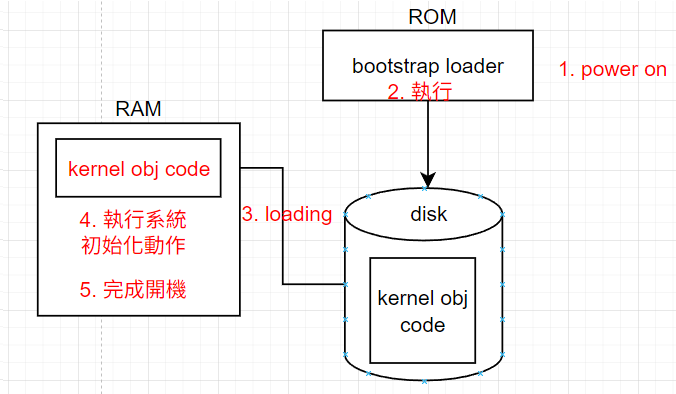 ROM
bootstrap loader
1. power on
2. 執行
RAM
kernel obj code
4. 執行系統
初始化動作
5. 完成開機
3. loading
disk
kernel obj
code